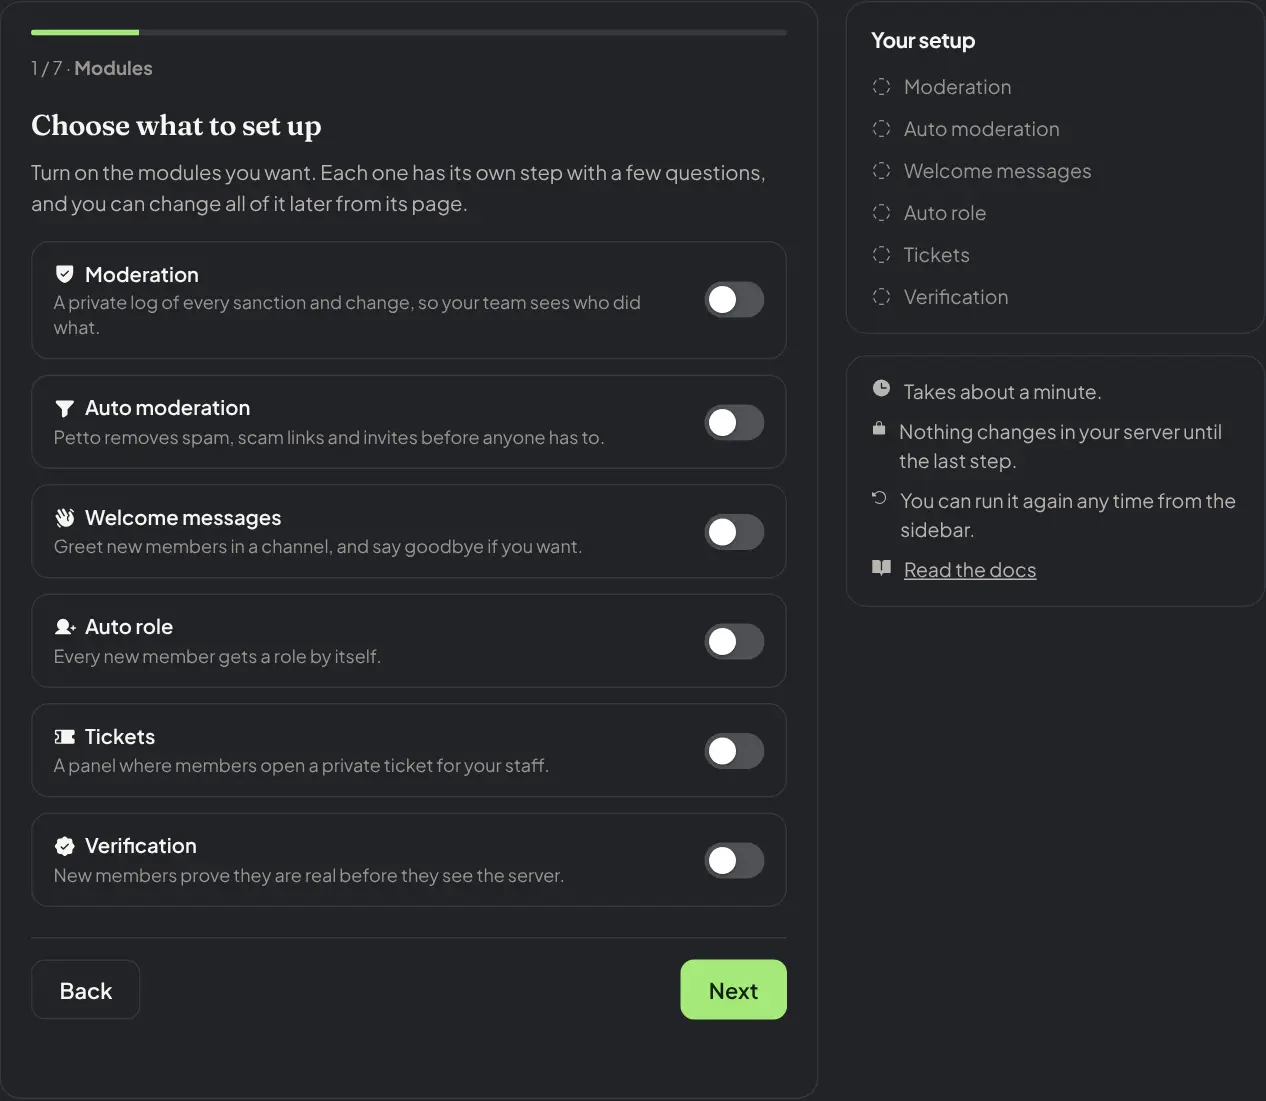 1 / 7 · Modules
Choose what to set up
Turn on the modules you want. Each one has its own step with a few questions,
and you can change all of it later from its page.
Moderation
A private log of every sanction and change, so your team sees who did
what.
Auto moderation
Petto removes spam, scam links and invites before anyone has to.
Welcome messages
Greet new members in a channel, and say goodbye if you want.
Auto role
Every new member gets a role by itself.
Tickets
A panel where members open a private ticket for your staff.
Verification
New members prove they are real before they see the server.
Back
Next
Your setup
Moderation
Auto moderation
Welcome messages
Auto role
Tickets
Verification
Takes about a minute.
Nothing changes in your server until
the last step.
You can run it again any time from the
sidebar.
Read the docs